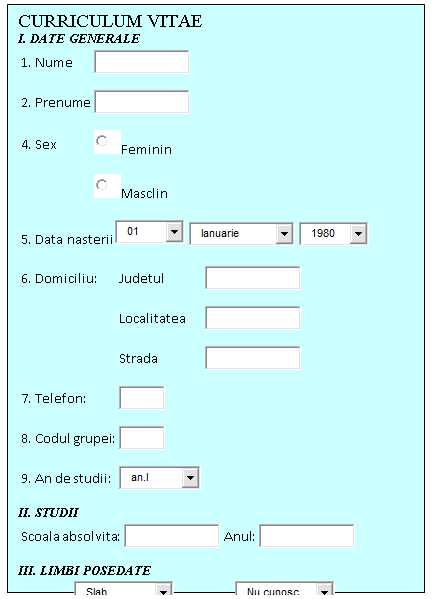 CURRICULUM VITAE
I. DATE GENERALE
1. Nume
2. Prenume
4. Sex
Feminin
Masclin
5. Data nasterii 01 Ianuarie 1980
6. Domiciliu: Judetul
Localitatea
Strada
7. Telefon:
8. Codul grupei:
9. An de studii: an.I
II. STUDII
Scoala absolvita: Anul:
III. LIMBI POSEDATE
Slab Nu cunosc